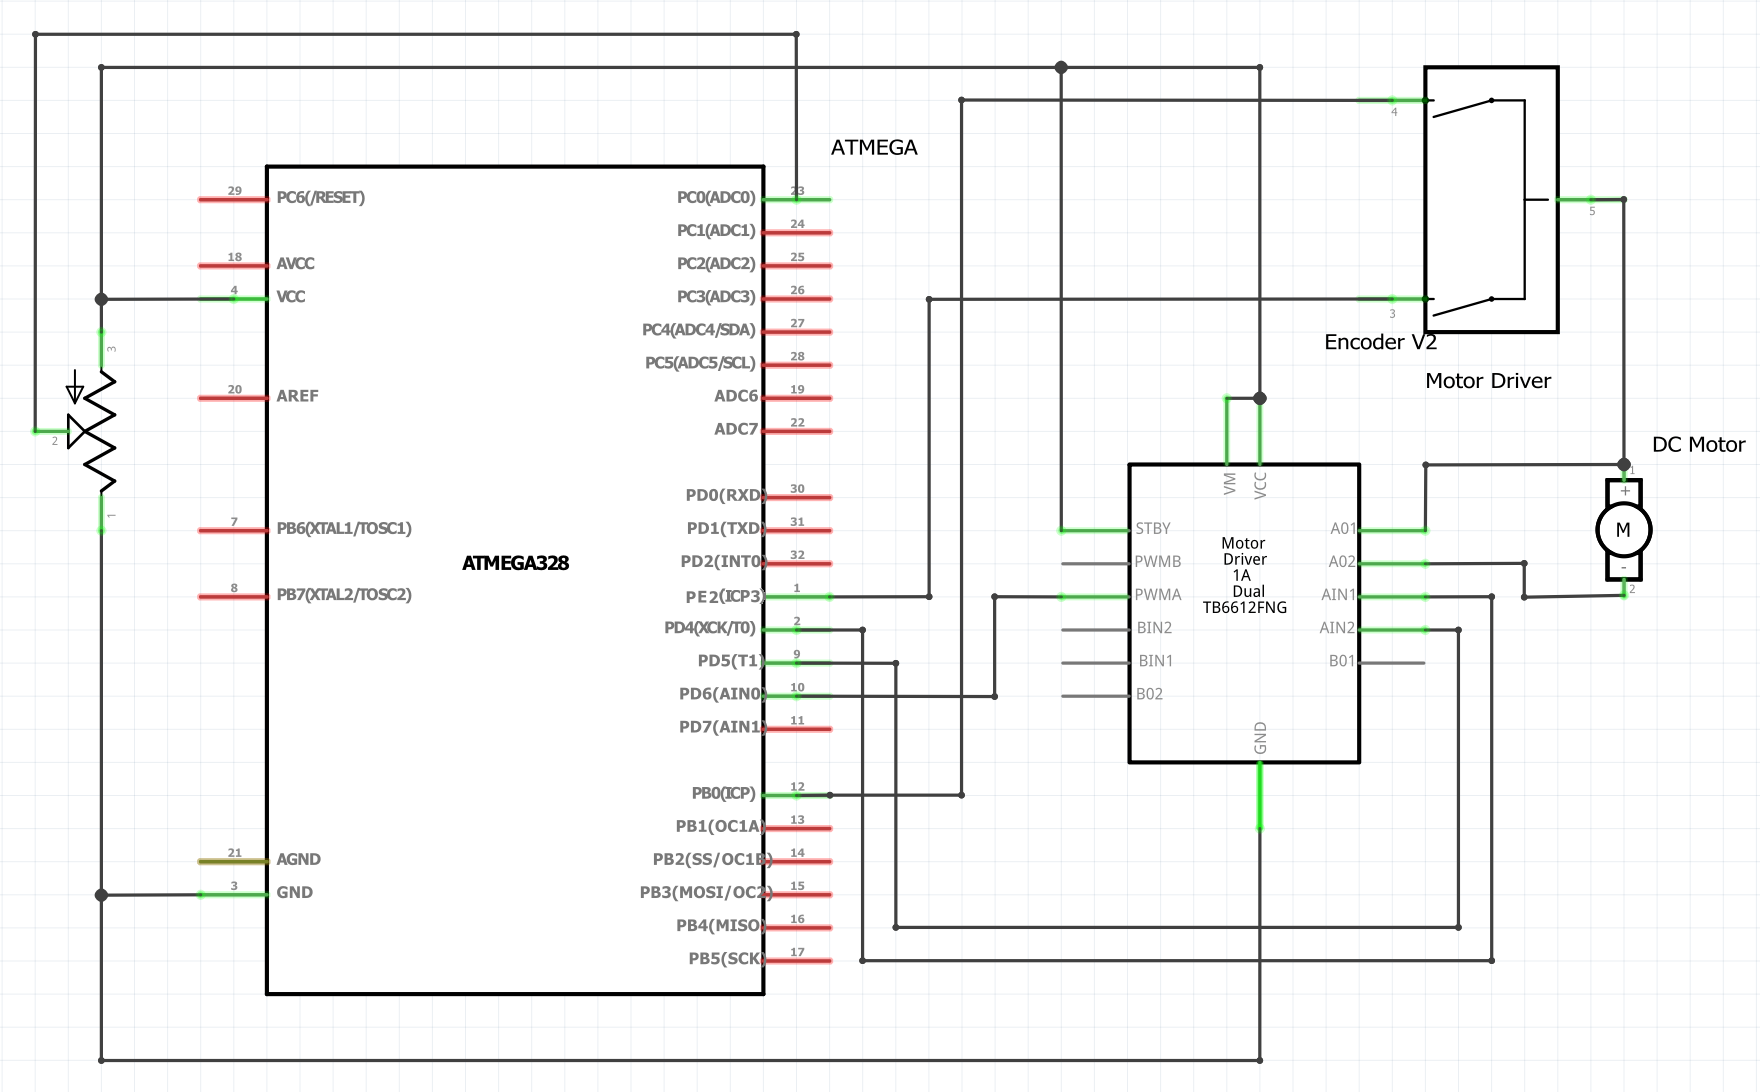 ATMEGA
29
PC6(/RESET)
18
AVCC
4
VCC
20
AREF
7
PB6(XTAL1/TOSC1)
8
PB7(XTAL2/TOSC2)
21
AGND
3
GND
3
2
1
ATMEGA328
PC0(ADC0)
23
PC1(ADC1)
24
PC2(ADC2)
25
PC3(ADC3)
26
PC4(ADC4/SDA)
27
PC5(ADC5/SCL)
28
ADC6
19
ADC7
22
PD0(RXD)
30
PD1(TXD)
31
PD2(INT0)
32
PE2(ICP3)
1
PD4(XCK/T0)
2
PD5(T1)
9
PD6(AIN0)
10
PD7(AIN1)
11
PB0(ICP)
12
PB1(OC1A)
13
PB2(SS/OC1B)
14
PB3(MOSI/OC2)
15
PB4(MISO)
16
PB5(SCK)
17
4
5
3
Encoder V2
Motor Driver
VM
VCC
STBY
PWMB
PWMA
BIN2
BIN1
B02
Motor
Driver
1A
Dual
TB6612FNG
A01
A02
AIN1
AIN2
B01
GND
DC Motor
1
+
M
-
2